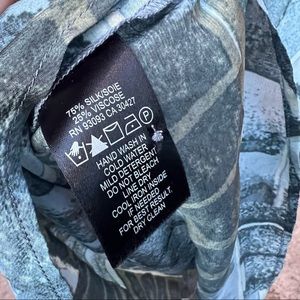 75% SILK/SOIE
25% VISCOSE
RN 93093 CA 30427
P
HAND WASH IN
COLD WATER
MILD DETERGENT
DO NOT BLEACH
LINE DRY
COOL IRON INSIDE
IF NEEDED
FOR BEST RESULT.
DRY CLEAN